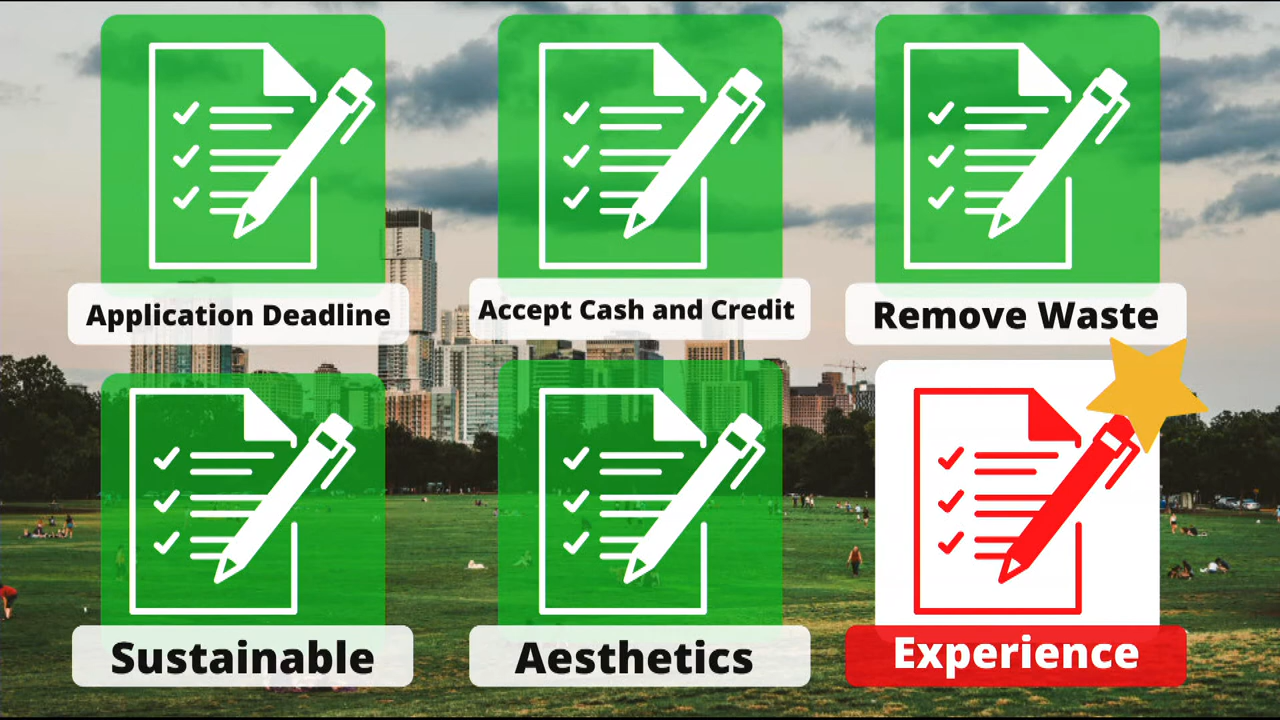 Application Deadline
Accept Cash and Credit
Remove Waste
Sustainable
Aesthetics
Experience